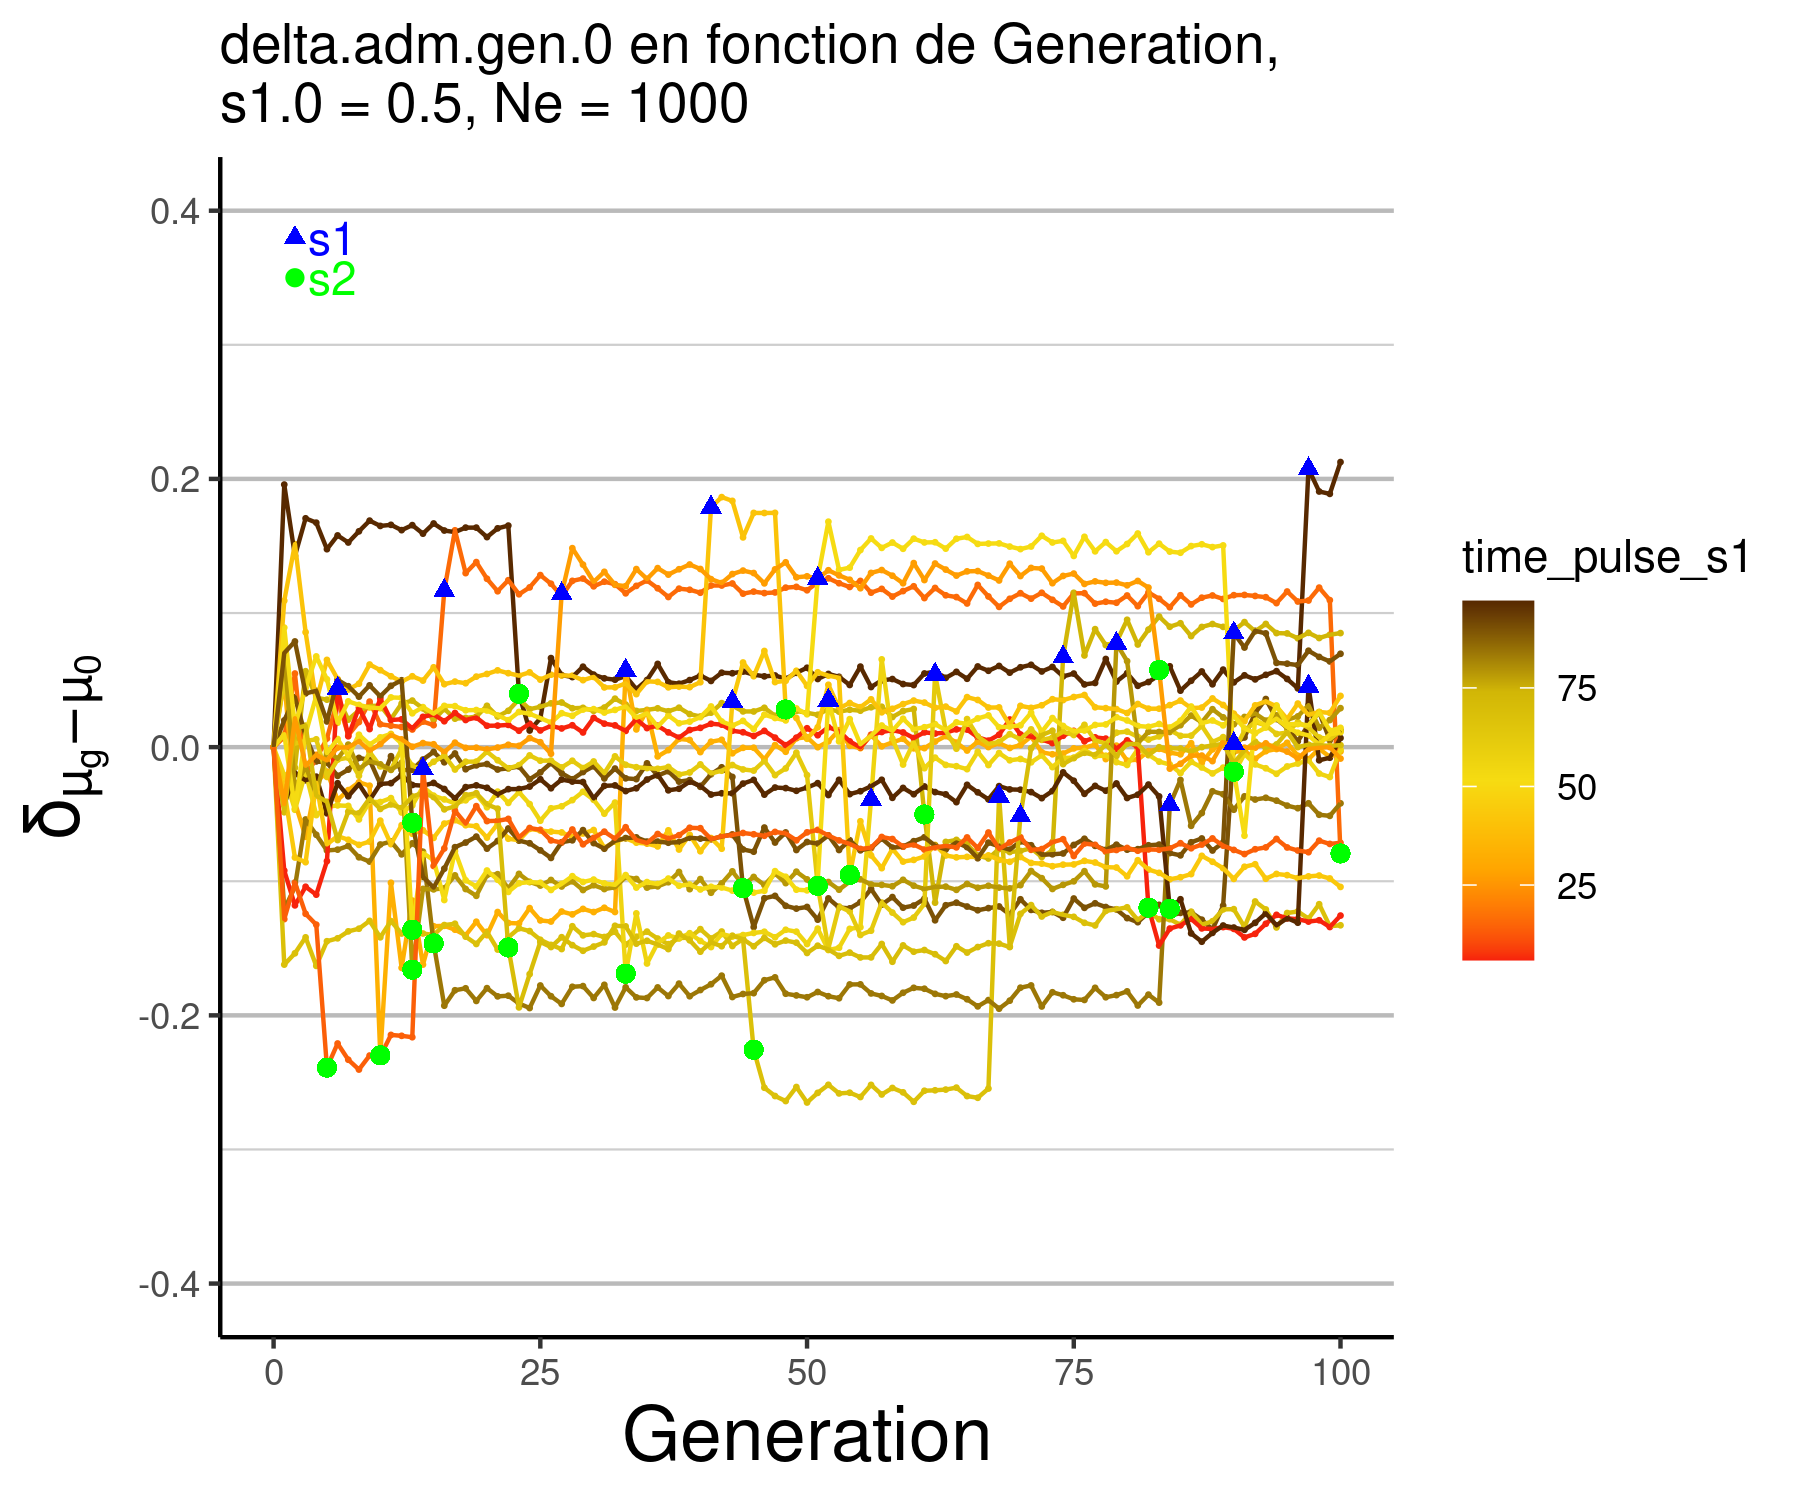 delta.adm.gen.0 en fonction de Generation,
s1.0 = 0.5, Ne = 1000
0.4
s1
s2
0.2
0.0
-0.2
-0.4
δμg−μ0
0 25 50 75 100
Generation
time_pulse_s1
75
50
25